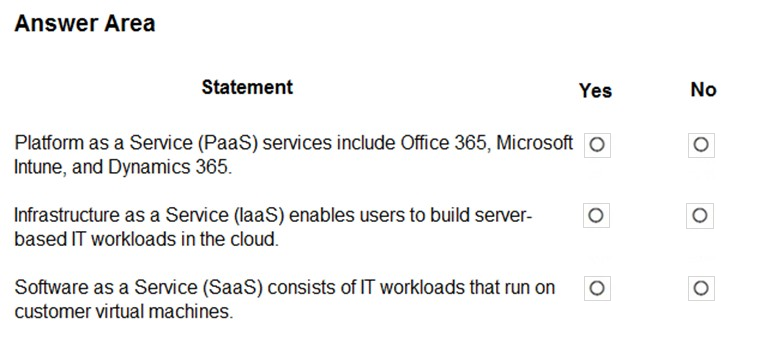 Answer Area
Statement Yes No
Platform as a Service (PaaS) services include Office 365, Microsoft
Intune, and Dynamics 365.
Infrastructure as a Service (IaaS) enables users to build server-
based IT workloads in the cloud.
Software as a Service (SaaS) consists of IT workloads that run on
customer virtual machines.